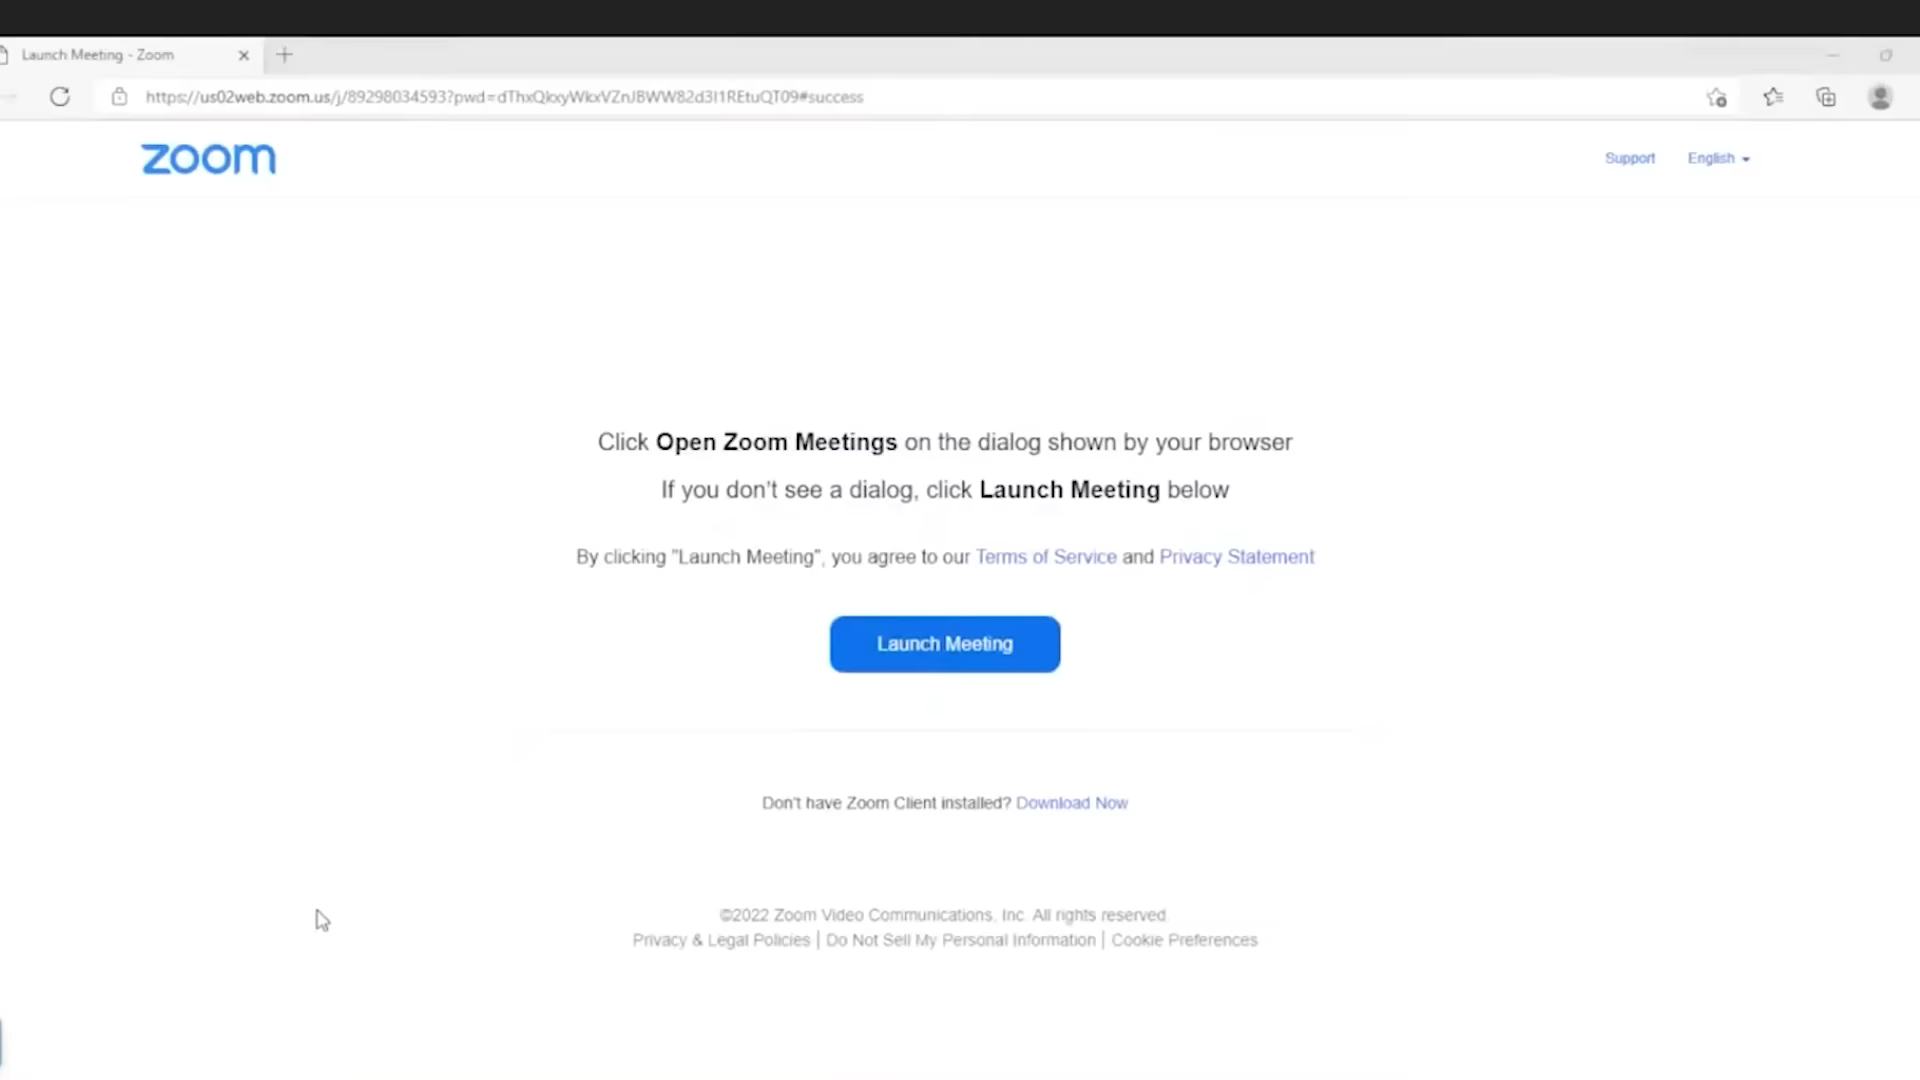 Launch Meeting - Zoom
https://us02web.zoom.us/j/89298034593?pwd=dThxQkxyWkxVZnJBWW82d3I1REtuQT09#success
zoom
Support
English
Click Open Zoom Meetings on the dialog shown by your browser
If you don't see a dialog, click Launch Meeting below
By clicking "Launch Meeting", you agree to our Terms of Service and Privacy Statement
Launch Meeting
Don't have Zoom Client installed? Download Now
©2022 Zoom Video Communications, Inc. All rights reserved.
Privacy & Legal Policies | Do Not Sell My Personal Information | Cookie Preferences